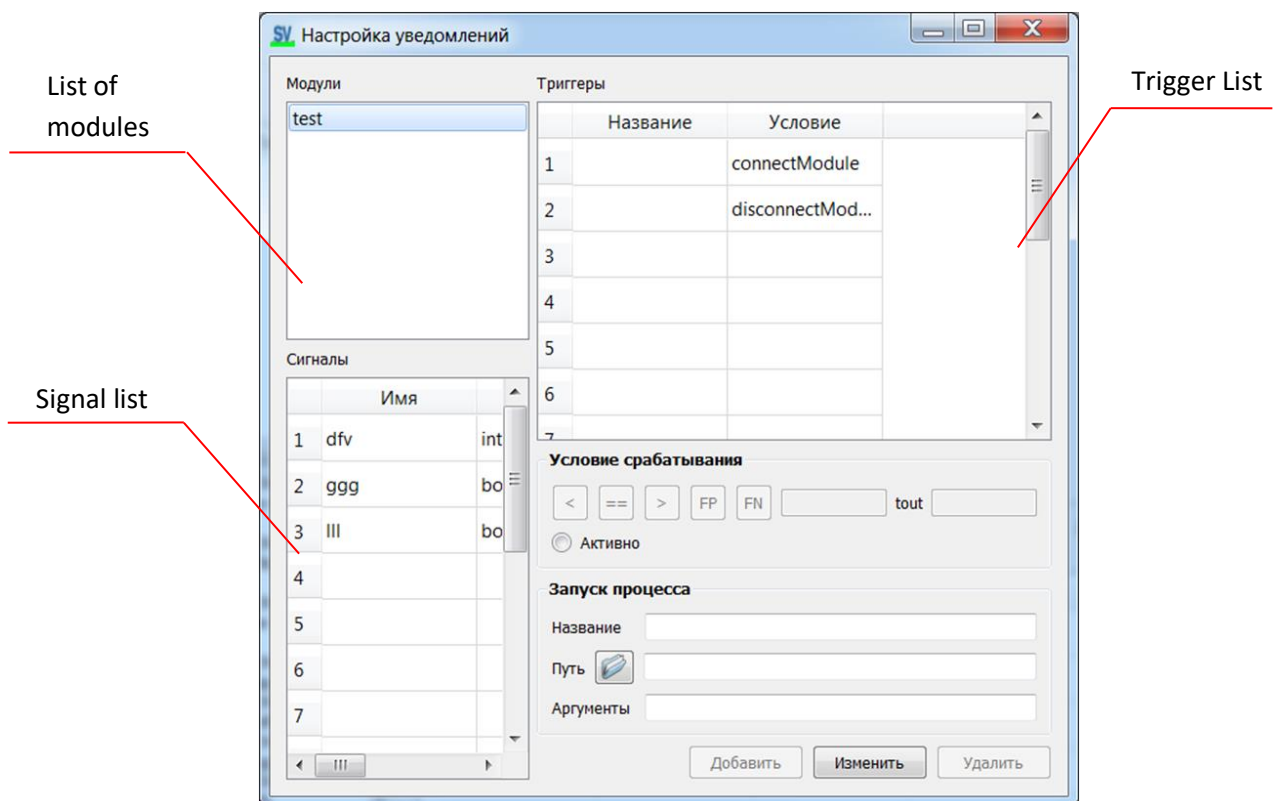 SV Настройка уведомлений
List of
modules
Trigger List
Signal list
Модули
test
Триггеры
Название Условие
1 connectModule
2 disconnectMod...
3
4
5
6
7
Сигналы
Имя
1 dfv int
2 ggg bo
3 lll bo
4
5
6
7
Условие срабатывания
< == > FP FN tout
Активно
Запуск процесса
Название
Путь
Аргументы
Добавить Изменить Удалить